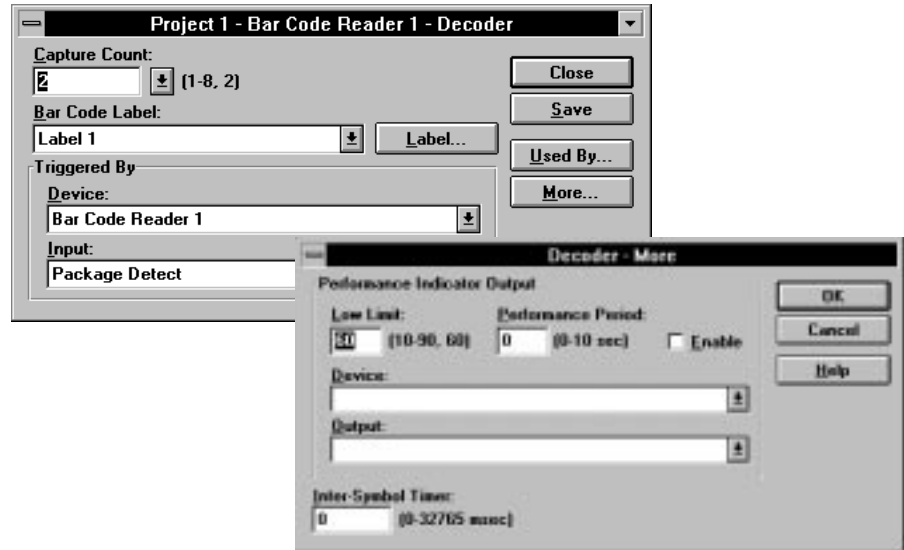 Project 1 - Bar Code Reader 1 - Decoder
Capture Count:
2 (1-8, 2)
Close
Bar Code Label:
Save
Label 1 Label...
Used By...
Triggered By
Device:
More...
Bar Code Reader 1
Input:
Package Detect
Decoder - More
Performance Indicator Output
OK
Low Limit: Performance Period:
(10-90, 60) 0 (0-10 sec) Enable
Cancel
Device:
Help
Output:
Inter-Symbol Timer:
0 (0-32765 msec)